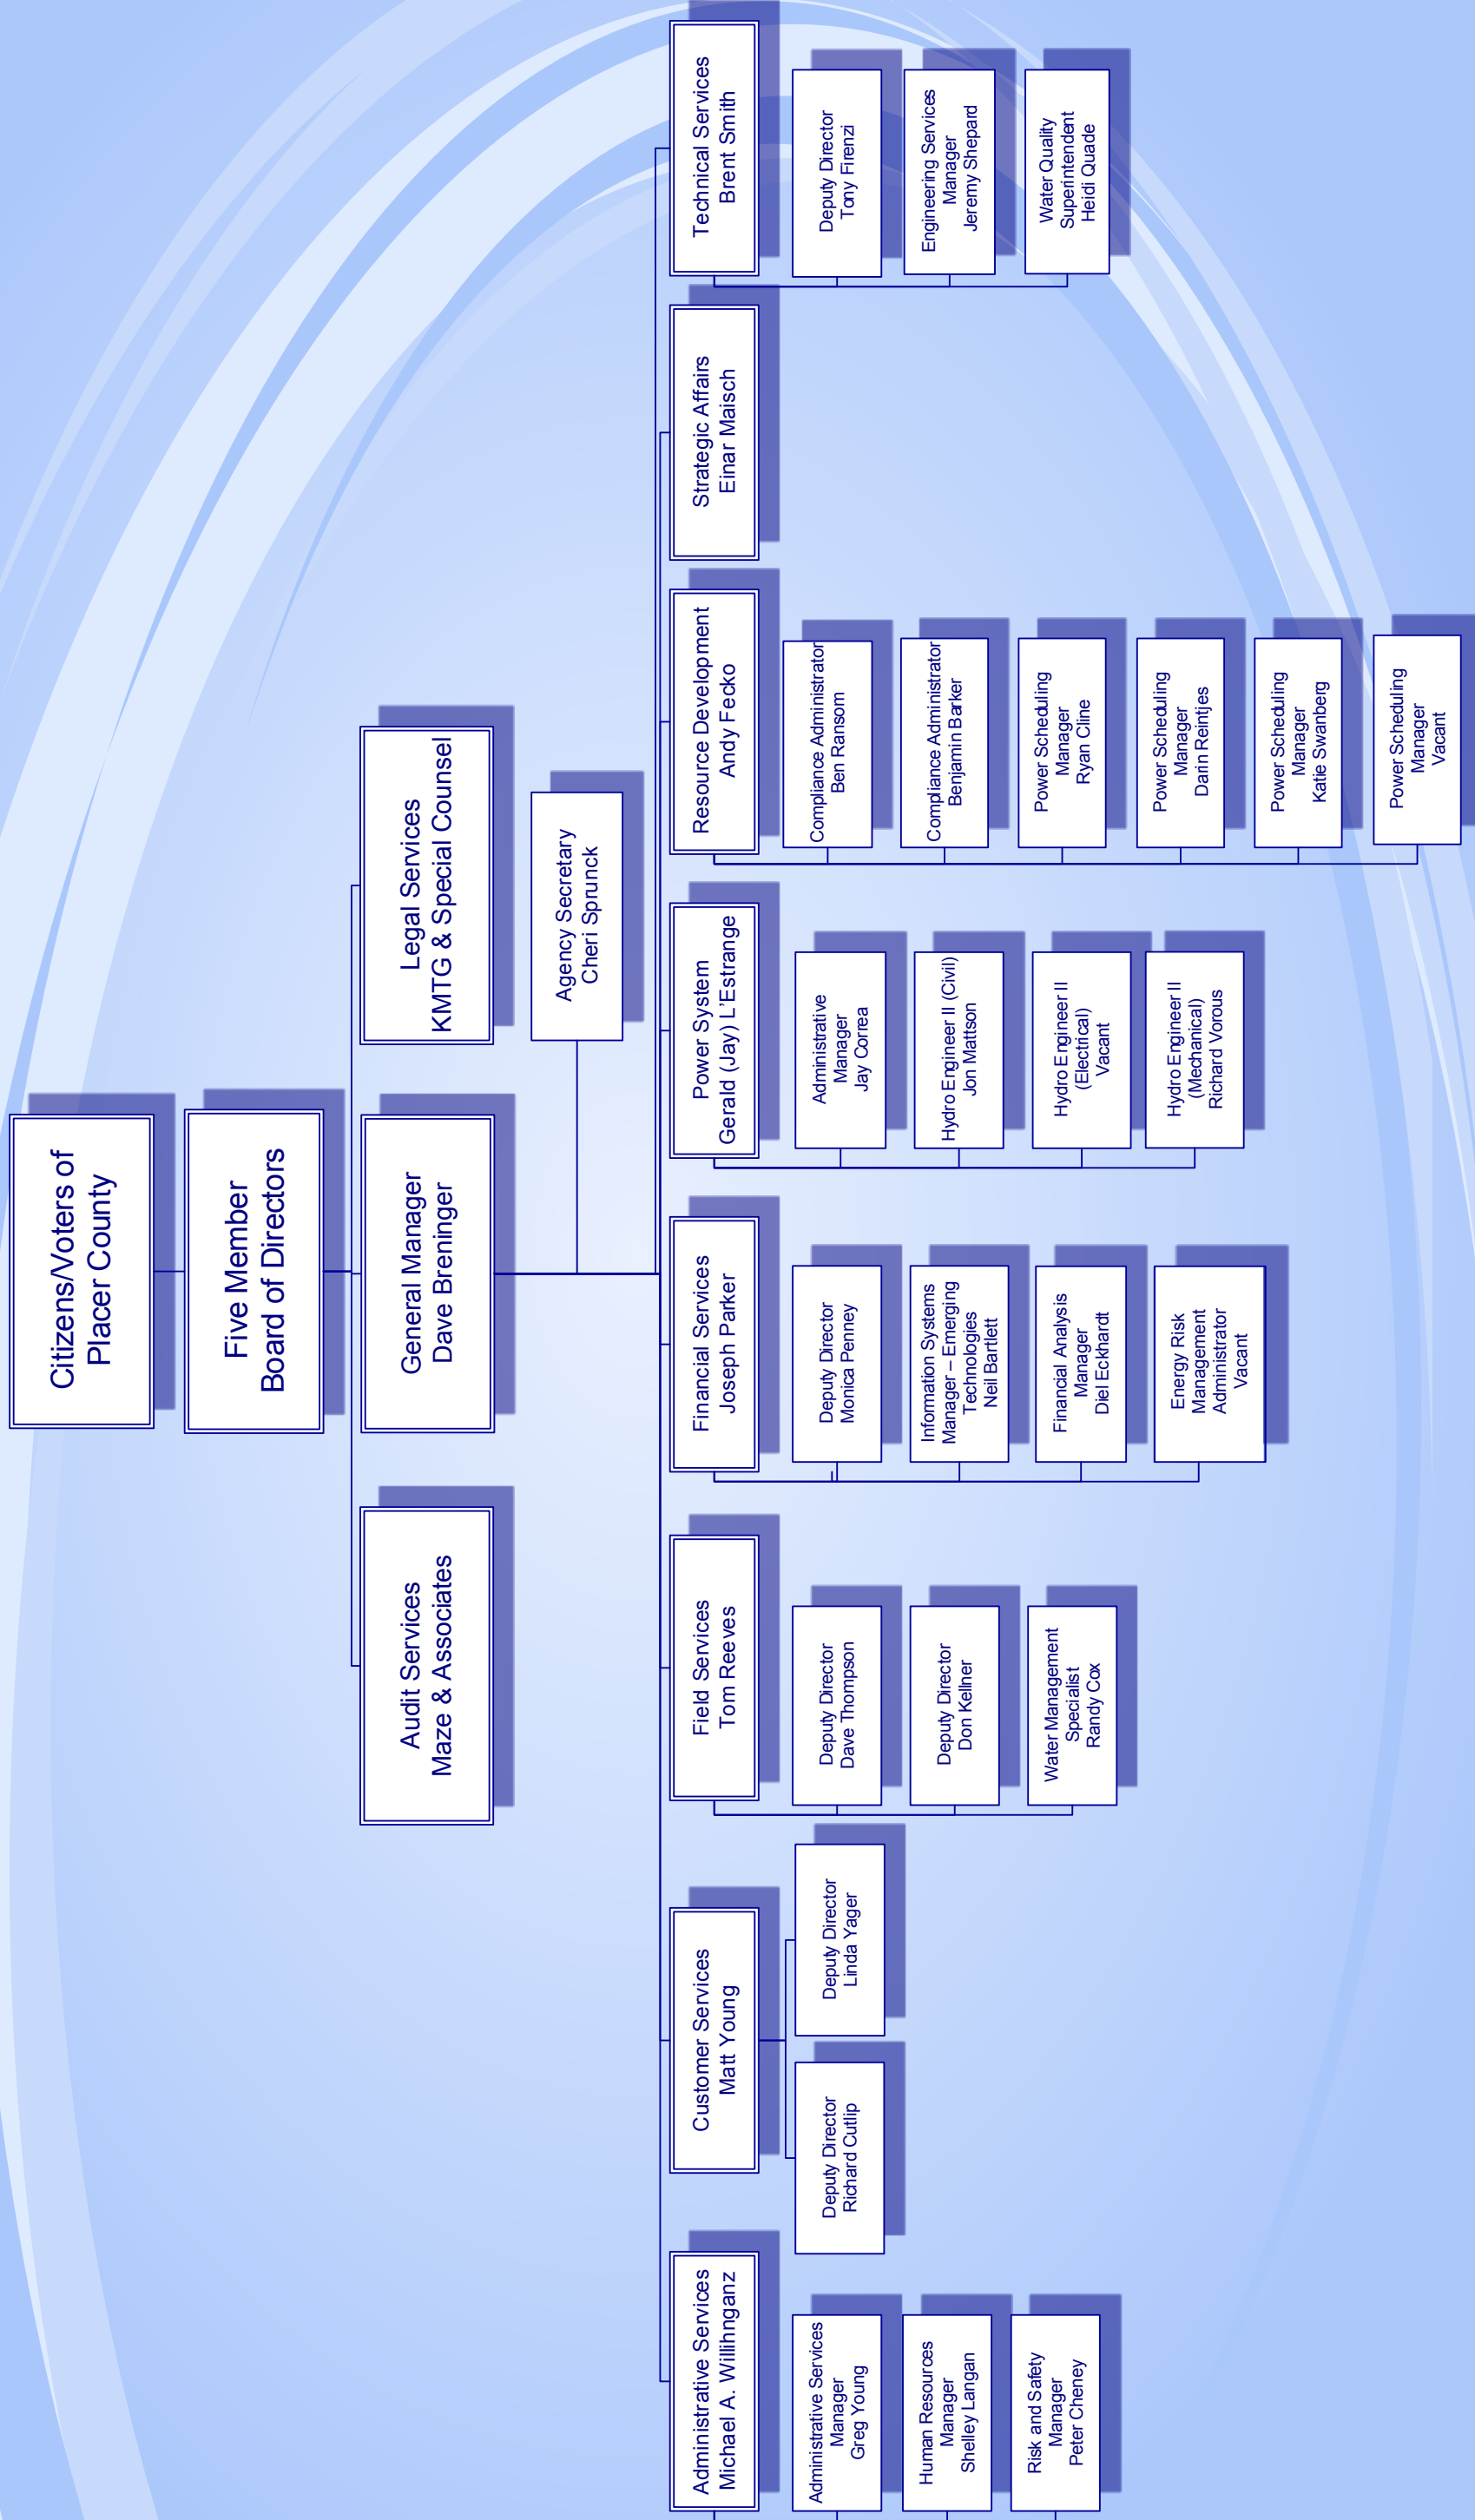 Citizens/Voters of
Placer County
Five Member
Board of Directors
Audit Services
Maze & Associates
General Manager
Dave Breninger
Legal Services
KMTG & Special Counsel
Agency Secretary
Cheri Sprunck
Administrative Services
Michael A. Willihnganz
Administrative Services
Manager
Greg Young
Human Resources
Manager
Shelley Langan
Risk and Safety
Manager
Peter Cheney
Customer Services
Matt Young
Deputy Director
Richard Cutlip
Deputy Director
Linda Yager
Field Services
Tom Reeves
Deputy Director
Dave Thompson
Deputy Director
Don Kellner
Water Management
Specialist
Randy Cox
Financial Services
Joseph Parker
Deputy Director
Monica Penney
Information Systems
Manager – Emerging
Technologies
Neil Bartlett
Financial Analysis
Manager
Diel Eckhardt
Energy Risk
Management
Administrator
Vacant
Power System
Gerald (Jay) L'Estrange
Administrative
Manager
Jay Correa
Hydro Engineer II (Civil)
Jon Mattson
Hydro Engineer II
(Electrical)
Vacant
Hydro Engineer II
(Mechanical)
Richard Vorous
Resource Development
Andy Fecko
Compliance Administrator
Ben Ransom
Compliance Administrator
Benjamin Barker
Power Scheduling
Manager
Ryan Cline
Power Scheduling
Manager
Darin Reintjes
Power Scheduling
Manager
Katie Swanberg
Power Scheduling
Manager
Vacant
Strategic Affairs
Einar Maisch
Technical Services
Brent Smith
Deputy Director
Tony Firenzi
Engineering Services
Manager
Jeremy Shepard
Water Quality
Superintendent
Heidi Quade